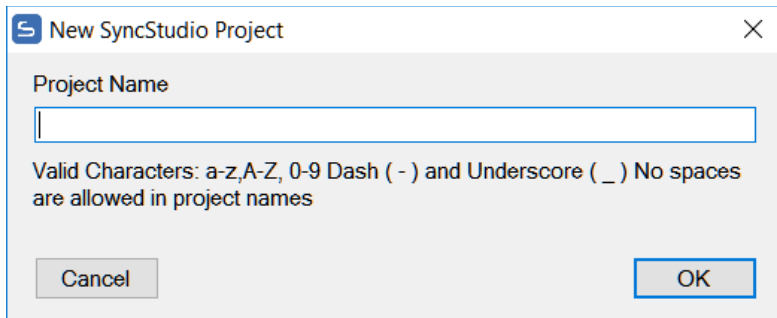 New SyncStudio Project
Project Name
Valid Characters: a-z,A-Z, 0-9 Dash ( - ) and Underscore ( _ ) No spaces
are allowed in project names
Cancel
OK